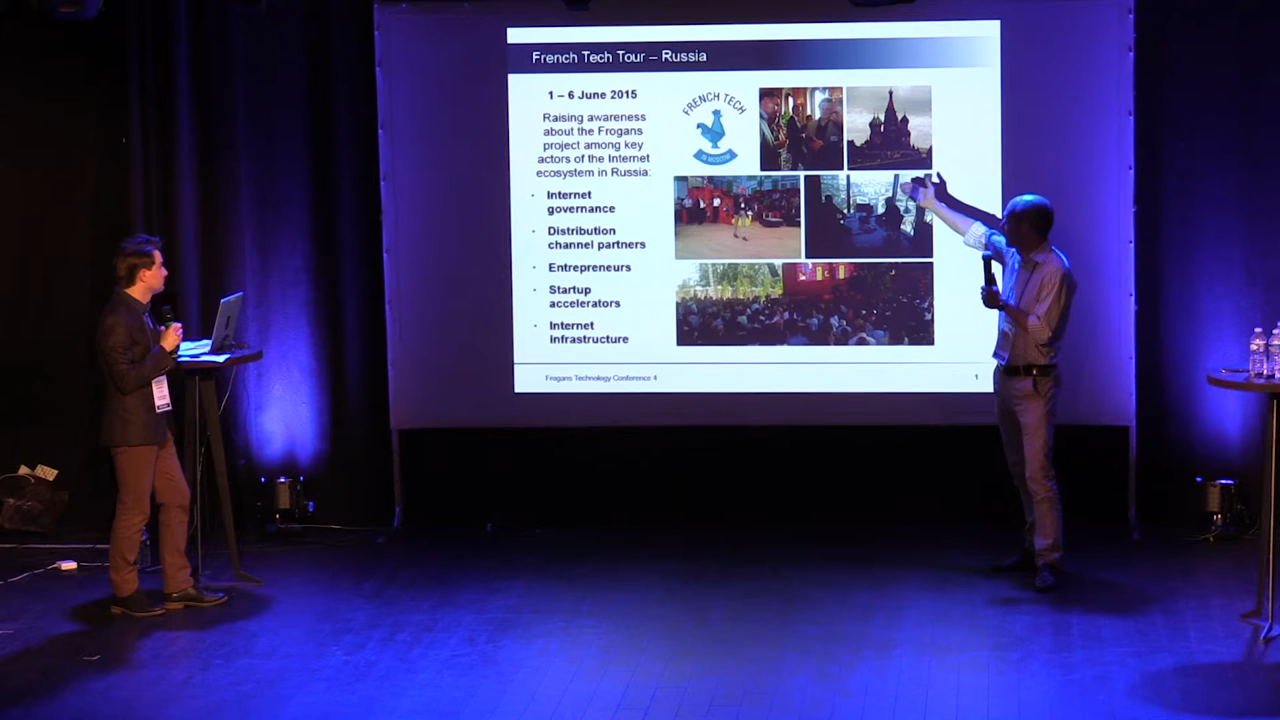 French Tech Tour – Russia
1 – 6 June 2015
Raising awareness
about the Frogans
project among key
actors of the Internet
ecosystem in Russia:
· Internet
governance
· Distribution
channel partners
· Entrepreneurs
· Startup
accelerators
· Internet
Infrastructure
FRENCH TECH
IN MOSCOW
Frogans Technology Conference 4
1